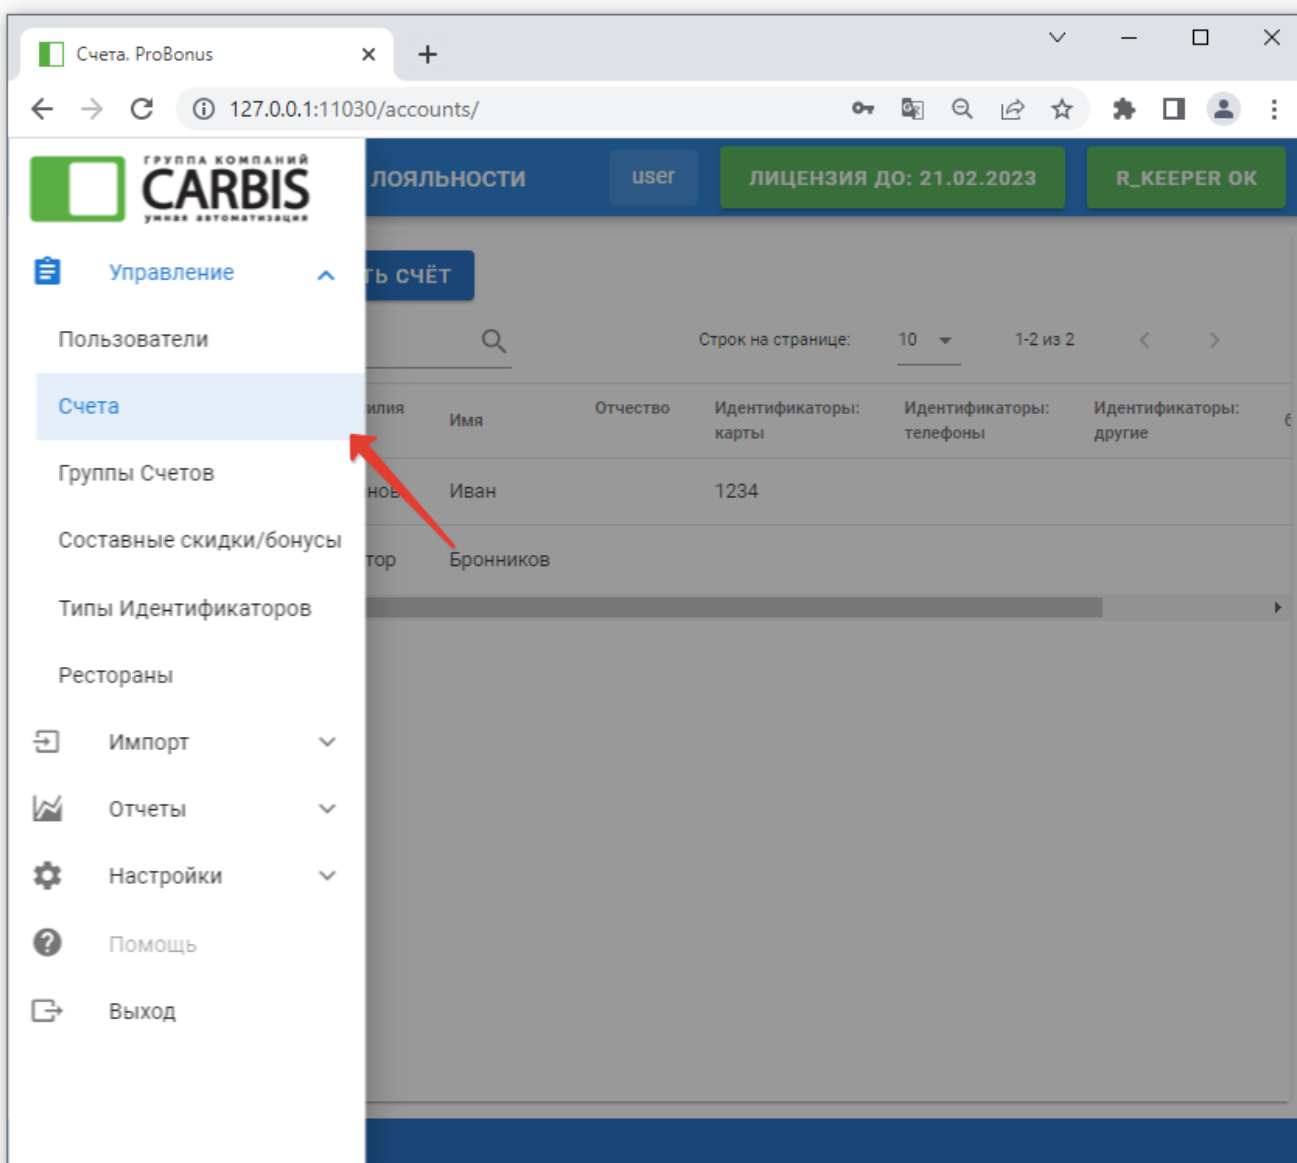 Счета. ProBonus
127.0.0.1:11030/accounts/
ГРУППА КОМПАНИЙ
CARBIS
умная автоматизация
ЛОЯЛЬНОСТИ
user
ЛИЦЕНЗИЯ ДО: 21.02.2023
R_KEEPER OK
Управление
Пользователи
Счета
Группы Счетов
Составные скидки/бонусы
Типы Идентификаторов
Рестораны
Импорт
Отчеты
Настройки
Помощь
Выход
ТЬ СЧЁТ
Строк на странице:
10
1-2 из 2
илия
Имя
Отчество
Идентификаторы:
карты
Идентификаторы:
телефоны
Идентификаторы:
другие
нов
Иван
1234
тор
Бронников